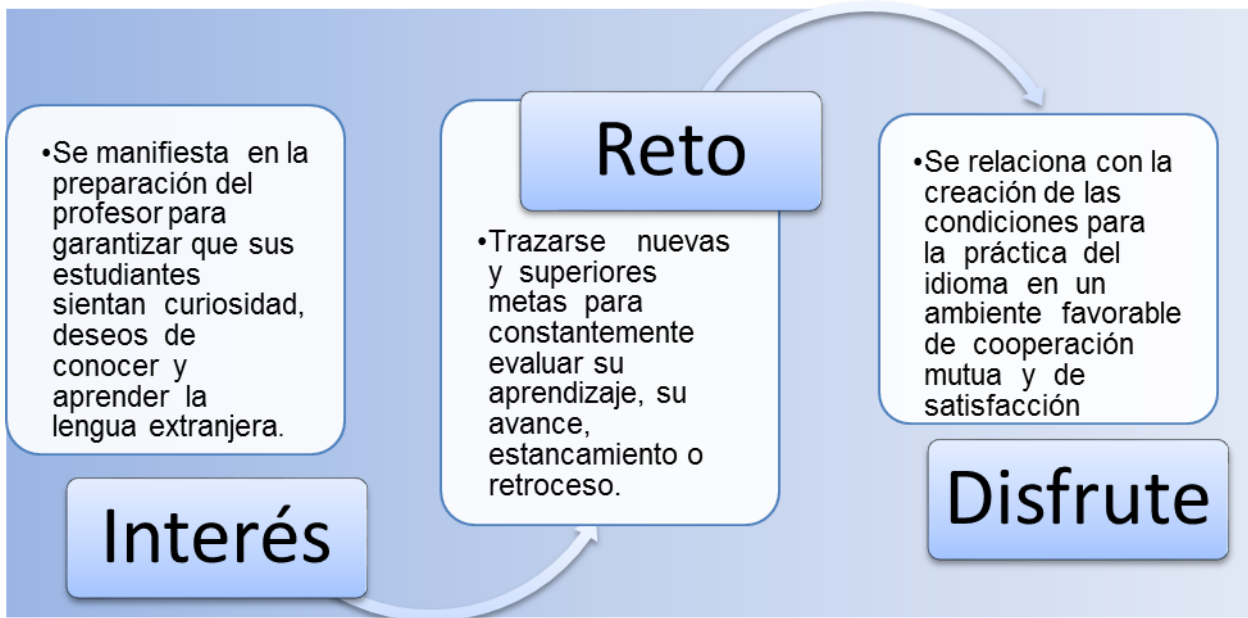 •Se manifiesta en la
preparación del
profesor para
garantizar que sus
estudiantes
sientan curiosidad,
deseos de
conocer y
aprender la
lengua extranjera.
Interés
Reto
•Trazarse nuevas
y superiores
metas para
constantemente
evaluar su
aprendizaje, su
avance,
estancamiento o
retroceso.
•Se relaciona con la
creación de las
condiciones para
la práctica del
idioma en un
ambiente favorable
de cooperación
mutua y de
satisfacción
Disfrute